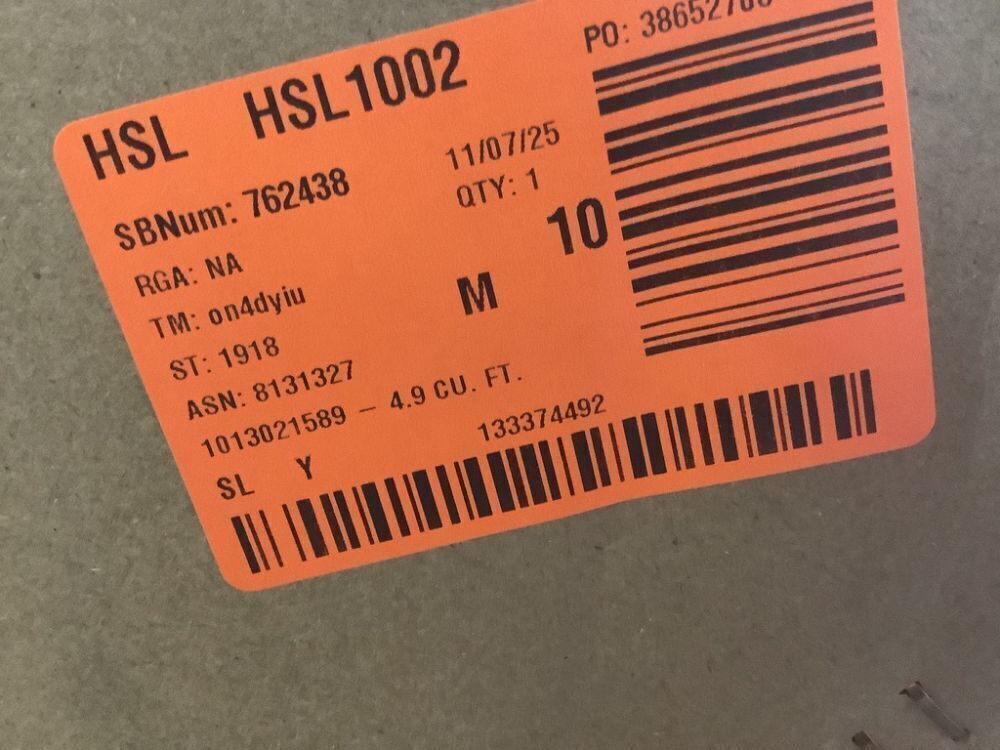 HSL HSL1002
PO:
SBNum: 762438
11/07/25
RGA: NA
QTY: 1
TM: on4dyiu
M
10
ST: 1918
ASN: 8131327
1013021589 – 4.9 CU. FT.
SL Y
133374492